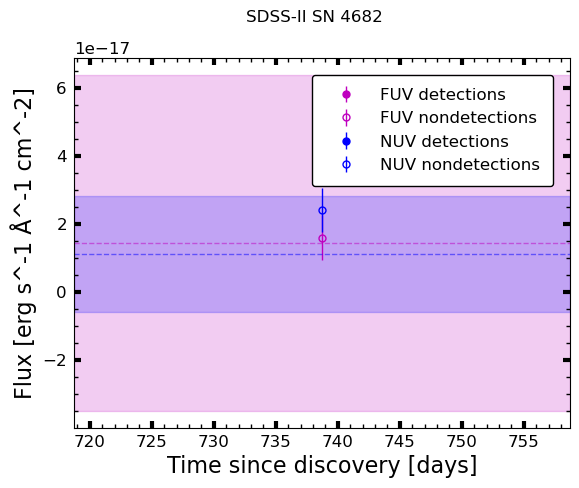 SDSS-II SN 4682
1e−17
FUV detections
FUV nondetections
NUV detections
NUV nondetections
6
4
2
0
−2
Flux [erg s^-1 Å^-1 cm^-2]
720 725 730 735 740 745 750 755
Time since discovery [days]